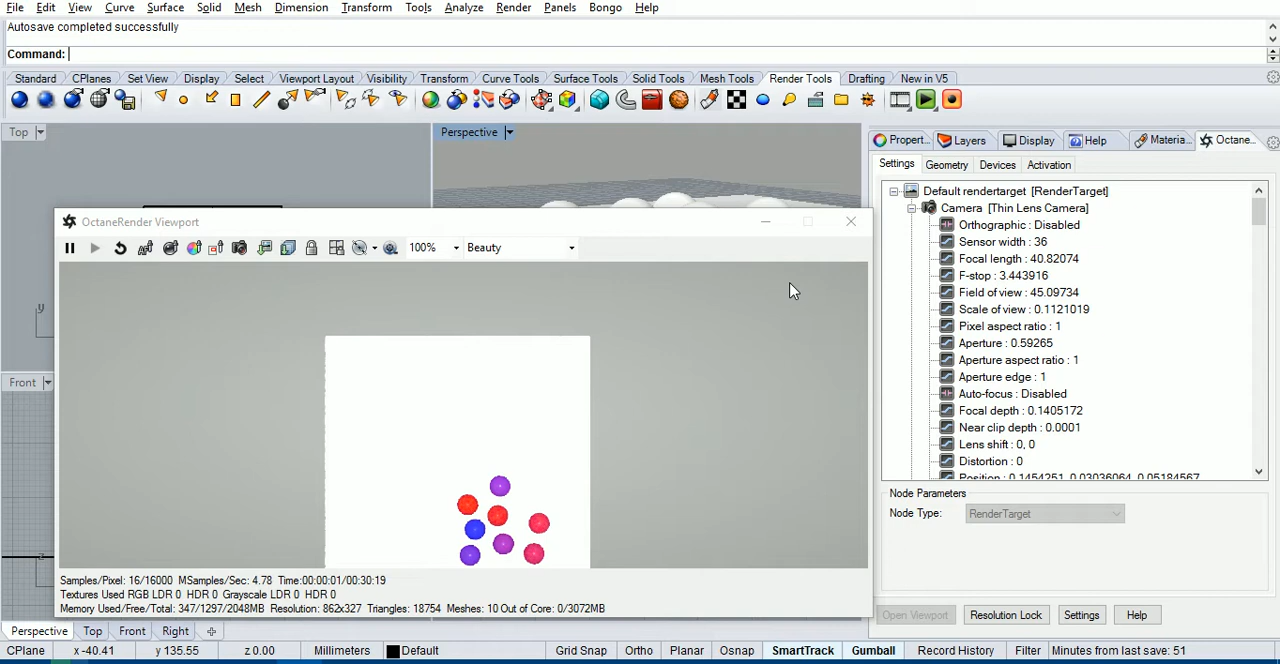 File Edit View Curve Surface Solid Mesh Dimension Transform Tools Analyze Render Panels Bongo Help
Autosave completed successfully
Command:
Standard CPlanes Set View Display Select Viewport Layout Visibility Transform Curve Tools Surface Tools Solid Tools Mesh Tools Render Tools Drafting New in V5
Top
Perspective
Propert... Layers Display Help Materia... Octane...
Settings Geometry Devices Activation
Default rendertarget [RenderTarget]
Camera [Thin Lens Camera]
Orthographic : Disabled
Sensor width : 36
Focal length : 40.82074
F-stop : 3.443916
Field of view : 45.09734
Scale of view : 0.1121019
Pixel aspect ratio : 1
Aperture : 0.59265
Aperture aspect ratio : 1
Aperture edge : 1
Auto-focus : Disabled
Focal depth : 0.1405172
Near clip depth : 0.0001
Lens shift : 0, 0
Distortion : 0
Position : 0.1454251, 0.03036064, 0.05184567
Node Parameters
Node Type: RenderTarget
Open Viewport Resolution Lock Settings Help
OctaneRender Viewport
100% Beauty
y
Front
z
Samples/Pixel: 16/16000 MSamples/Sec: 4.78 Time:00:00:01/00:30:19
Textures Used RGB LDR 0 HDR 0 Grayscale LDR 0 HDR 0
Memory Used/Free/Total: 347/1297/2048MB Resolution: 862x327 Triangles: 18754 Meshes: 10 Out of Core: 0/3072MB
Perspective Top Front Right
CPlane x -40.41 y 135.55 z 0.00 Millimeters Default Grid Snap Ortho Planar Osnap SmartTrack Gumball Record History Filter Minutes from last save: 51